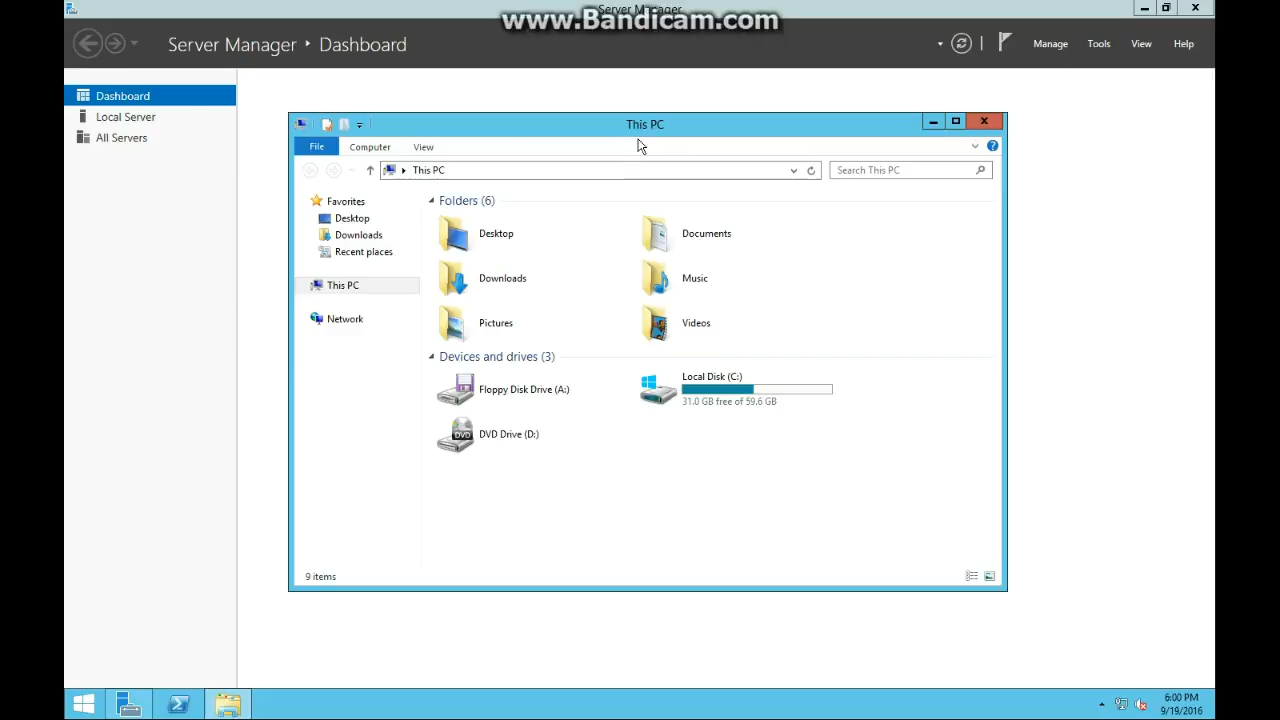 Server Manager
www.Bandicam.com
Server Manager
Dashboard
Manage
Tools
View
Help
Dashboard
Local Server
All Servers
This PC
File
Computer
View
This PC
Search This PC
Favorites
Desktop
Downloads
Recent places
This PC
Network
Folders (6)
Desktop
Documents
Downloads
Music
Pictures
Videos
Devices and drives (3)
Floppy Disk Drive (A:)
Local Disk (C:)
31.0 GB free of 59.6 GB
DVD
DVD Drive (D:)
9 items
6:00 PM
9/19/2016